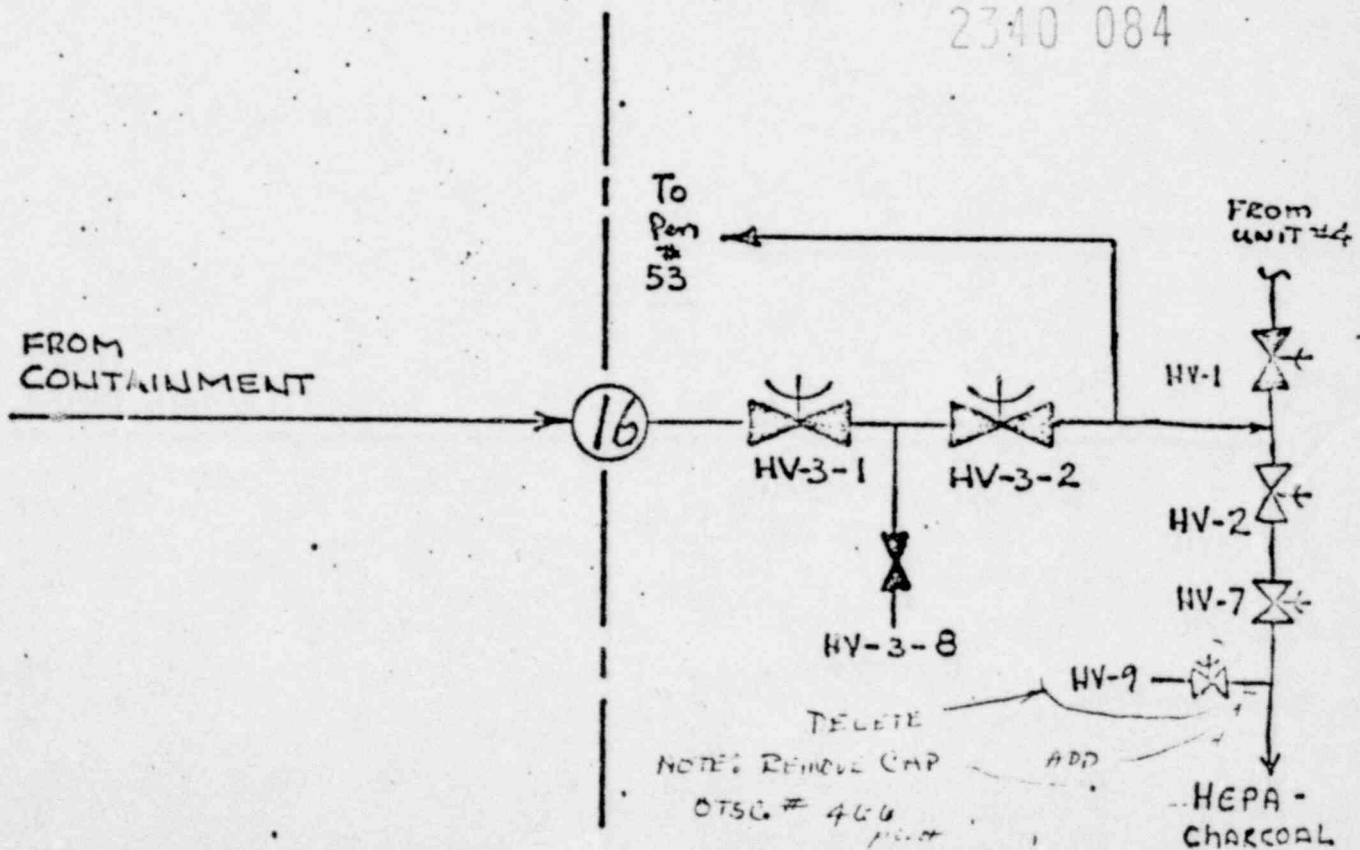 2340 084
To
Pen
#
53
FROM
UNIT #4
FROM
CONTAINMENT
HV-1
16
HV-3-1
HV-3-2
HV-2
HV-7
HV-3-8
HV-9
DELETE
NOTE: REMOVE CAP
ADD
OTSC. #
HEPA-
CHARCOAL